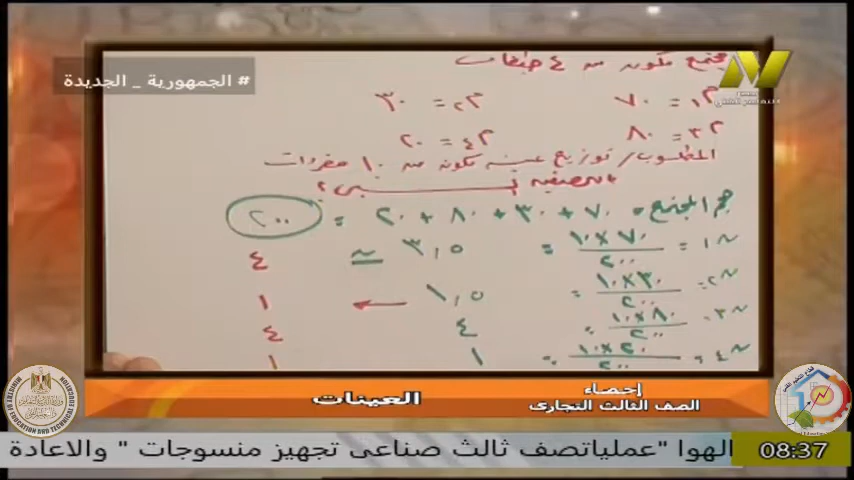 # الجمهورية _ الجديدة
مجتمع مكون من ٤ طبقات
م١ = ٧٠ م٢ = ٣٠
م٣ = ٨٠ م٤ = ٢٠
المطلوب / توزيع عينة مكونة من ١٠ مفردات
حجم المجتمع = ٧٠ + ٣٠ + ٨٠ + ٢٠ = ٢٠٠
ن١ = ١٠×٧٠ / ٢٠٠ = ٣,٥ ≃ ٤
ن٢ = ١٠×٣٠ / ٢٠٠ = ١,٥ ← ١
ن٣ = ١٠×٨٠ / ٢٠٠ = ٤ ٤
ن٤ = ١٠×٢٠ / ٢٠٠ = ١ ١
إحصاء
الصف الثالث التجارى
العينات
الهوا "عملياتصف ثالث صناعى تجهيز منسوجات " والاعادة
08:37